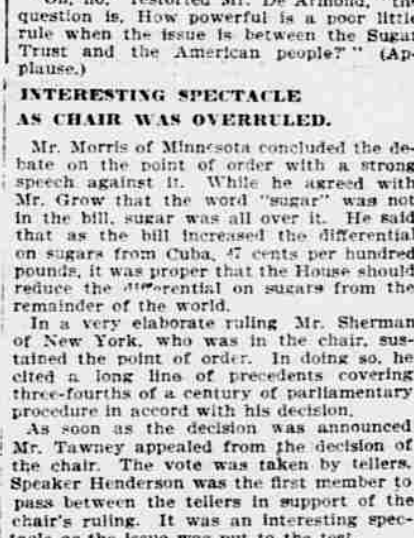 "Oh, no," restorted Mr. De Armond, "the
question is, How powerful is a poor little
rule when the issue is between the Sugar
Trust and the American people?" (Ap-
plause.)
INTERESTING SPECTACLE
AS CHAIR WAS OVERRULED.
Mr. Morris of Minnesota concluded the de-
bate on the point of order with a strong
speech against it. While he agreed with
Mr. Grow that the word "sugar" was not
in the bill, sugar was all over it. He said
that as the bill increased the differential
on sugars from Cuba, 47 cents per hundred
pounds, it was proper that the House should
reduce the differential on sugars from the
remainder of the world.
In a very elaborate ruling Mr. Sherman
of New York, who was in the chair, sus-
tained the point of order. In doing so, he
cited a long line of precedents covering
three-fourths of a century of parliamentary
procedure in accord with his decision.
As soon as the decision was announced
Mr. Tawney appealed from the decision of
the chair. The vote was taken by tellers.
Speaker Henderson was the first member to
pass between the tellers in support of the
chair's ruling. It was an interesting spec-
tacle as the issue was put to the test